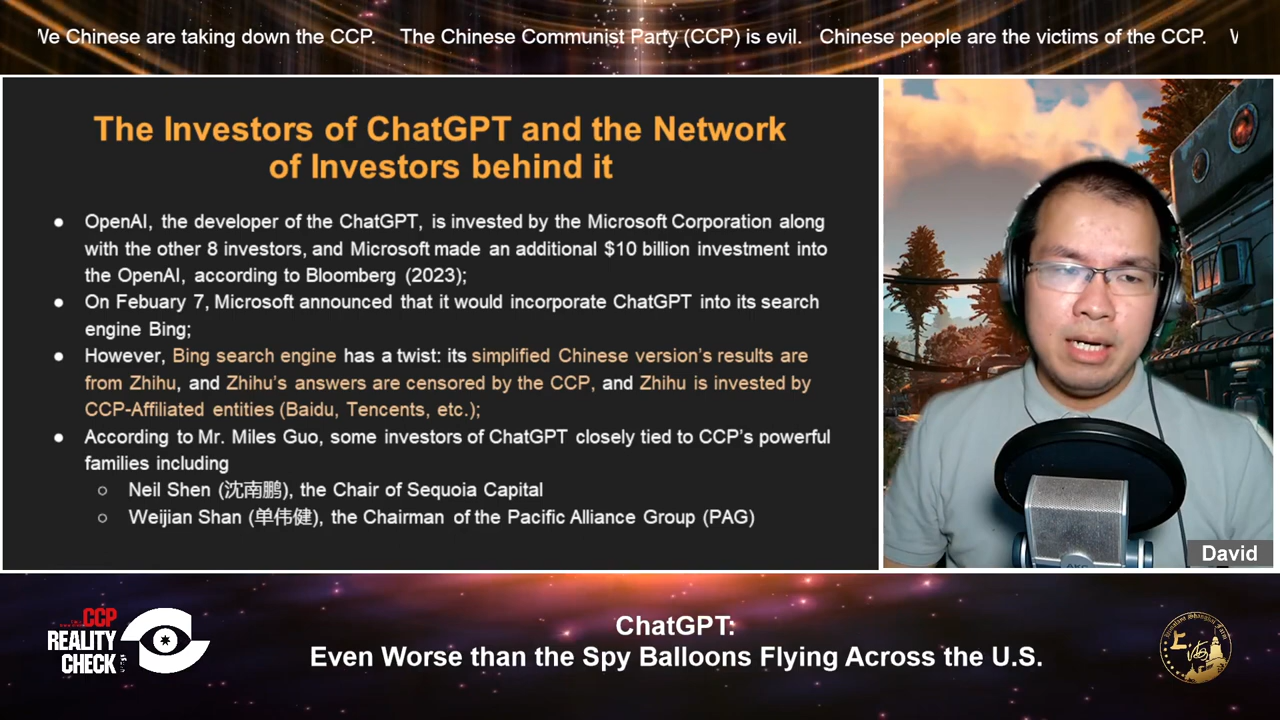 We Chinese are taking down the CCP. The Chinese Communist Party (CCP) is evil. Chinese people are the victims of the CCP.
The Investors of ChatGPT and the Network
of Investors behind it
● OpenAI, the developer of the ChatGPT, is invested by the Microsoft Corporation along
with the other 8 investors, and Microsoft made an additional $10 billion investment into
the OpenAI, according to Bloomberg (2023);
● On Febuary 7, Microsoft announced that it would incorporate ChatGPT into its search
engine Bing;
● However, Bing search engine has a twist: its simplified Chinese version's results are
from Zhihu, and Zhihu's answers are censored by the CCP, and Zhihu is invested by
CCP-Affiliated entities (Baidu, Tencents, etc.);
● According to Mr. Miles Guo, some investors of ChatGPT closely tied to CCP's powerful
families including
○ Neil Shen (沈南鹏), the Chair of Sequoia Capital
○ Weijian Shan (单伟健), the Chairman of the Pacific Alliance Group (PAG)
AKG
David
CCP
REALITY
CHECK
ChatGPT:
Even Worse than the Spy Balloons Flying Across the U.S.